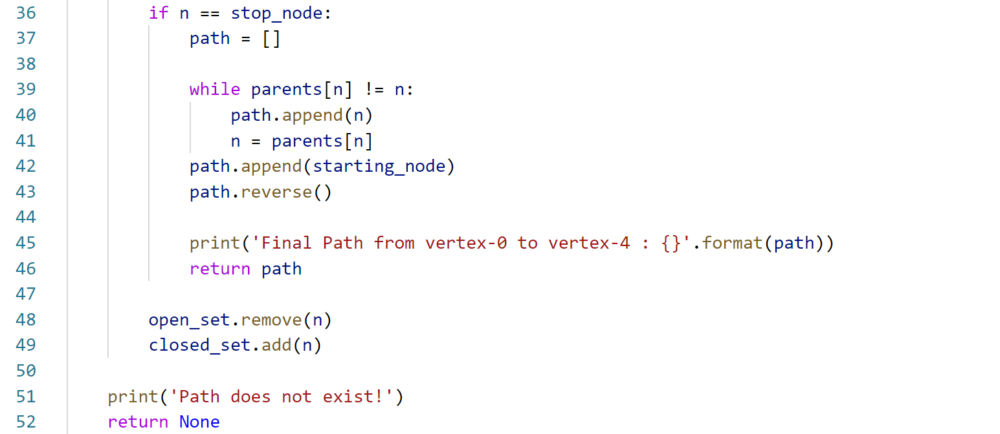 36 if n == stop_node:
37 path = []
38
39 while parents[n] != n:
40 path.append(n)
41 n = parents[n]
42 path.append(starting_node)
43 path.reverse()
44
45 print('Final Path from vertex-0 to vertex-4 : {}'.format(path))
46 return path
47
48 open_set.remove(n)
49 closed_set.add(n)
50
51 print('Path does not exist!')
52 return None